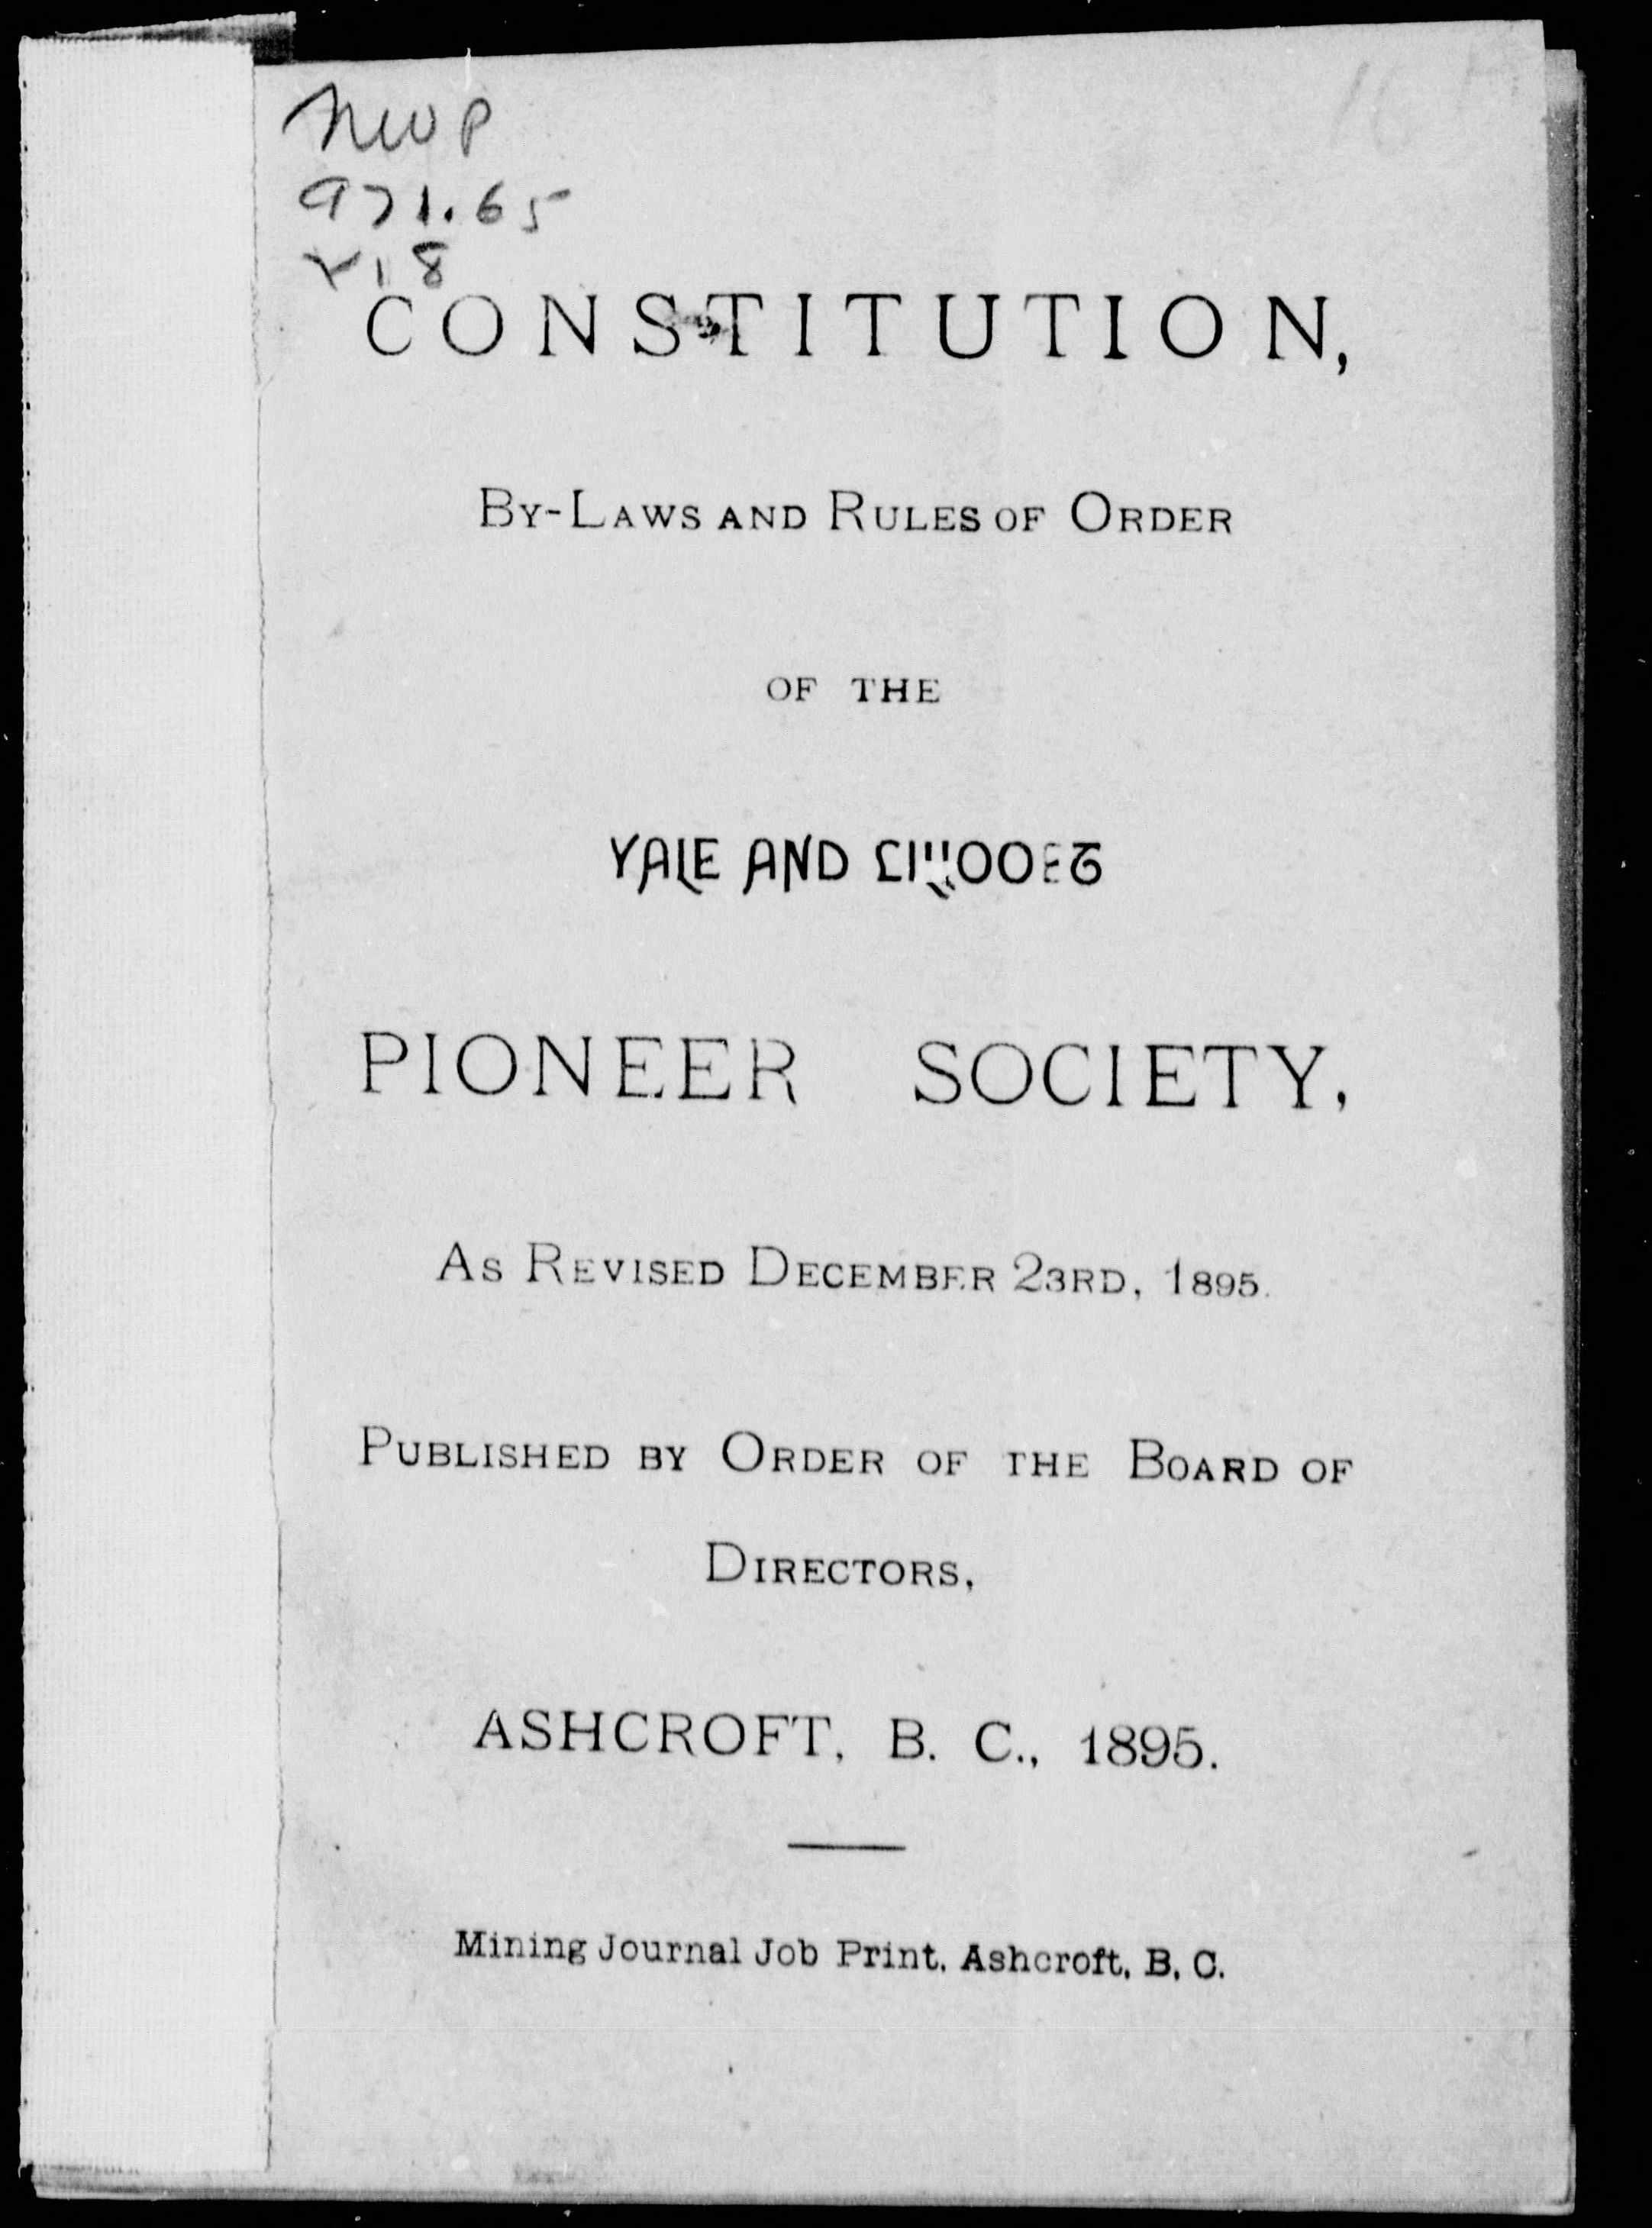 NWP
971.65
Y18
CONSTITUTION,
BY-LAWS AND RULES OF ORDER
OF THE
YALE AND LILLOOET
PIONEER SOCIETY,
AS REVISED DECEMBER 23RD, 1895.
PUBLISHED BY ORDER OF THE BOARD OF
DIRECTORS,
ASHCROFT, B. C., 1895.
Mining Journal Job Print, Ashcroft, B, C.